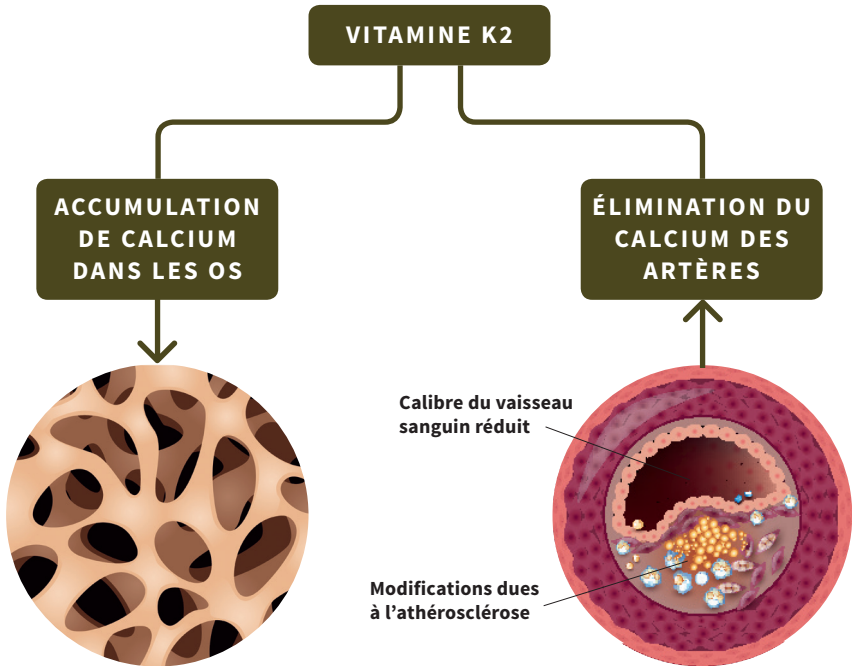 VITAMINE K2
ACCUMULATION
DE CALCIUM
DANS LES OS
ÉLIMINATION DU
CALCIUM DES
ARTÈRES
Calibre du vaisseau
sanguin réduit
Modifications dues
à l’athérosclérose